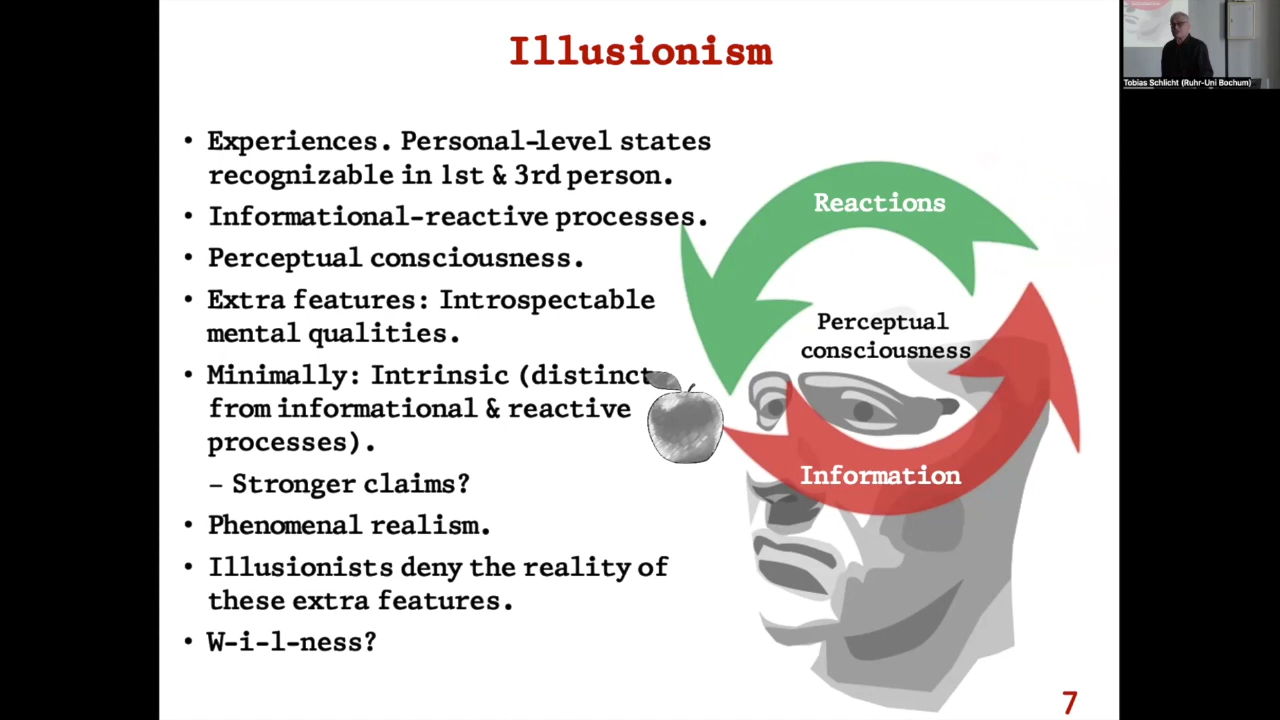 Illusionism
• Experiences. Personal-level states
recognizable in 1st & 3rd person.
• Informational-reactive processes.
• Perceptual consciousness.
• Extra features: Introspectable
mental qualities.
• Minimally: Intrinsic (distinct
from informational & reactive
processes).
– Stronger claims?
• Phenomenal realism.
• Illusionists deny the reality of
these extra features.
• W-i-l-ness?
Reactions
Perceptual
consciousness
Information
7
Tobias Schlicht (Ruhr-Uni Bochum)